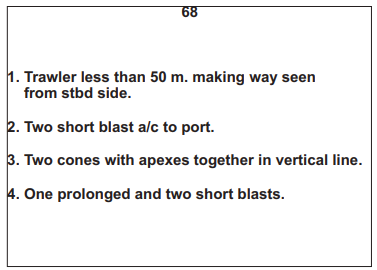 68
1. Trawler less than 50 m. making way seen
from stbd side.
2. Two short blast a/c to port.
3. Two cones with apexes together in vertical line.
4. One prolonged and two short blasts.